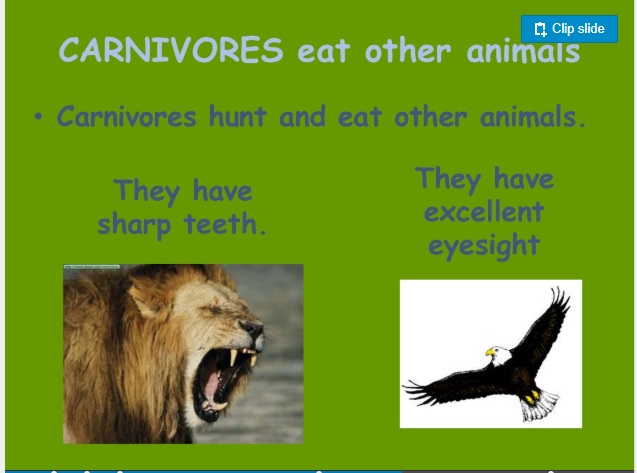 Clip slide
CARNIVORES eat other animals
• Carnivores hunt and eat other animals.
They have
sharp teeth.
They have
excellent
eyesight